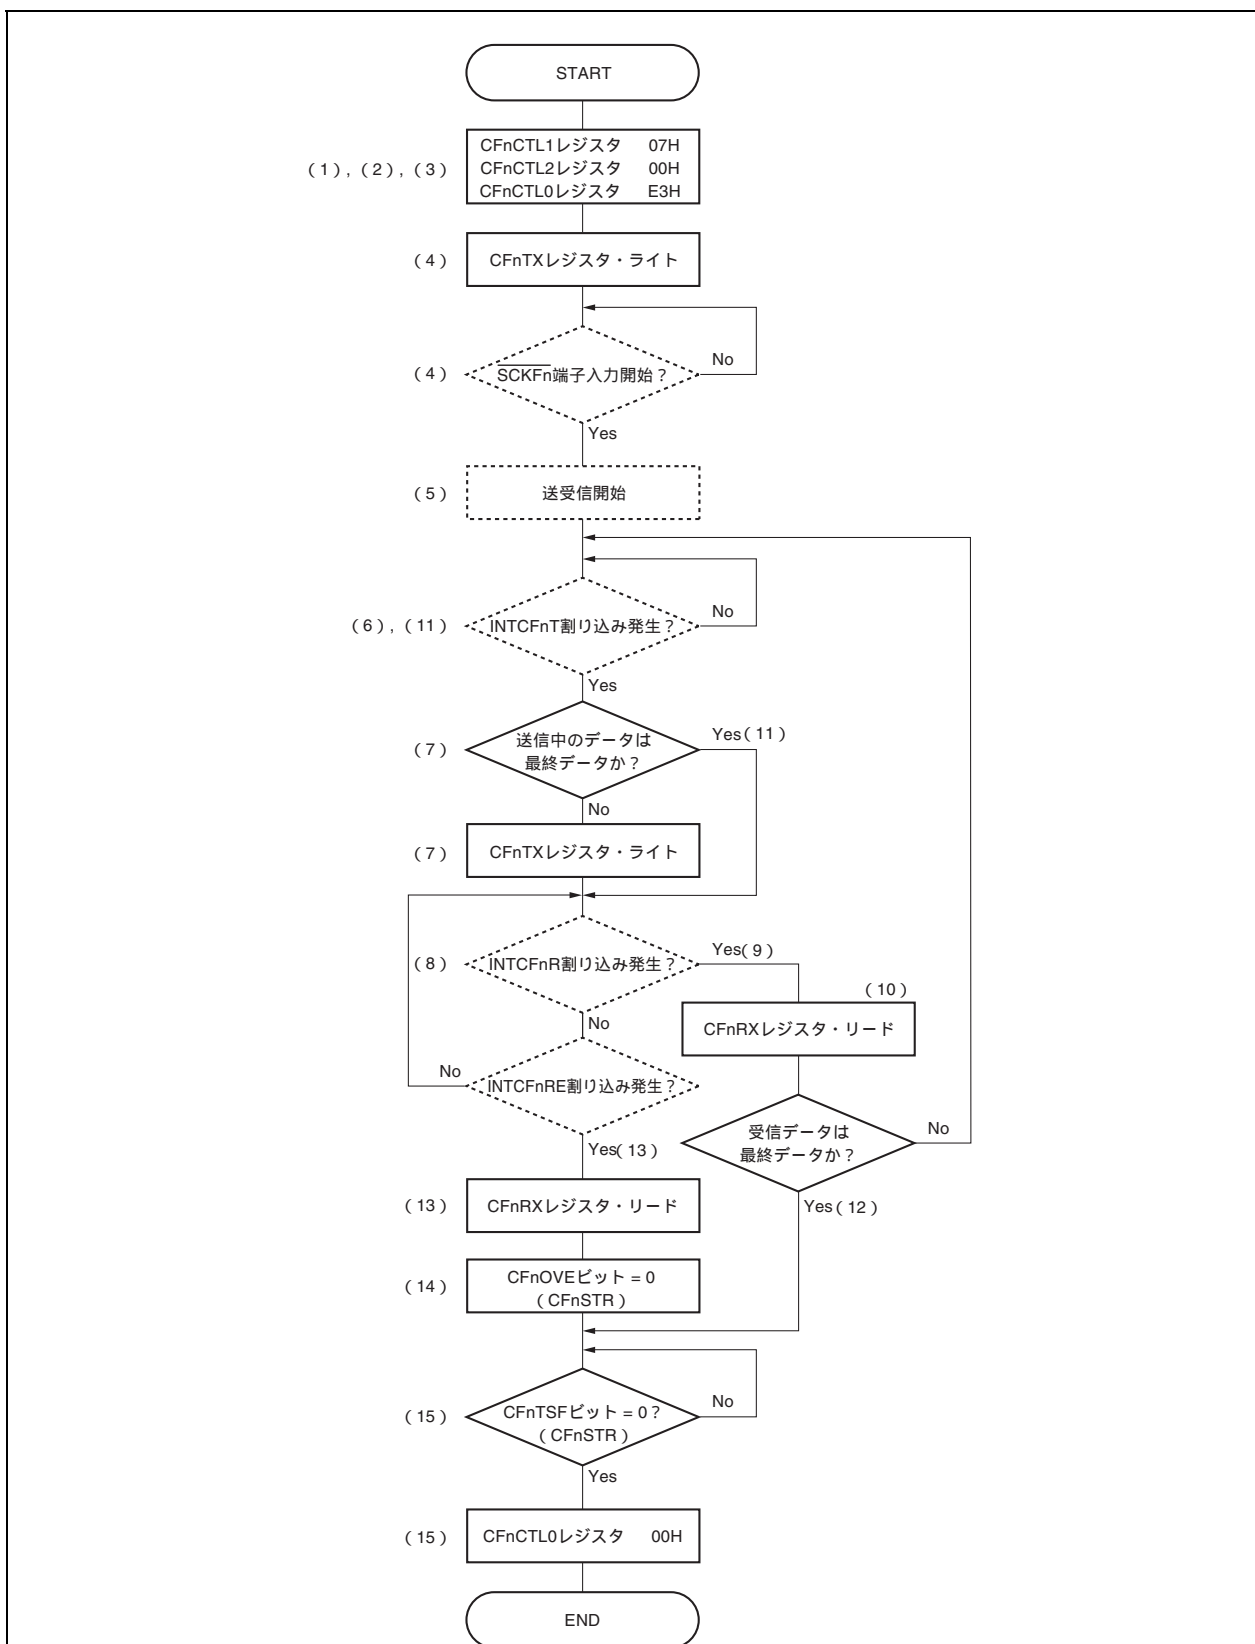 START
CFnCTL1レジスタ 07H
（1），（2），（3） CFnCTL2レジスタ 00H
CFnCTL0レジスタ E3H
（4） CFnTXレジスタ・ライト
No
（4） SCKFn端子入力開始？
Yes
（5） 送受信開始
No
（6），（11） INTCFnT割り込み発生？
Yes
Yes（11）
送信中のデータは
（7）
最終データか？
No
（7） CFnTXレジスタ・ライト
Yes（9）
（8） INTCFnR割り込み発生？
（10）
No
CFnRXレジスタ・リード
No
INTCFnRE割り込み発生？
No
受信データは
最終データか？
Yes（13）
Yes（12）
（13） CFnRXレジスタ・リード
CFnOVEビット = 0
（14）
（CFnSTR）
No
CFnTSFビット = 0？
（15）
（CFnSTR）
Yes
（15） CFnCTL0レジスタ 00H
END